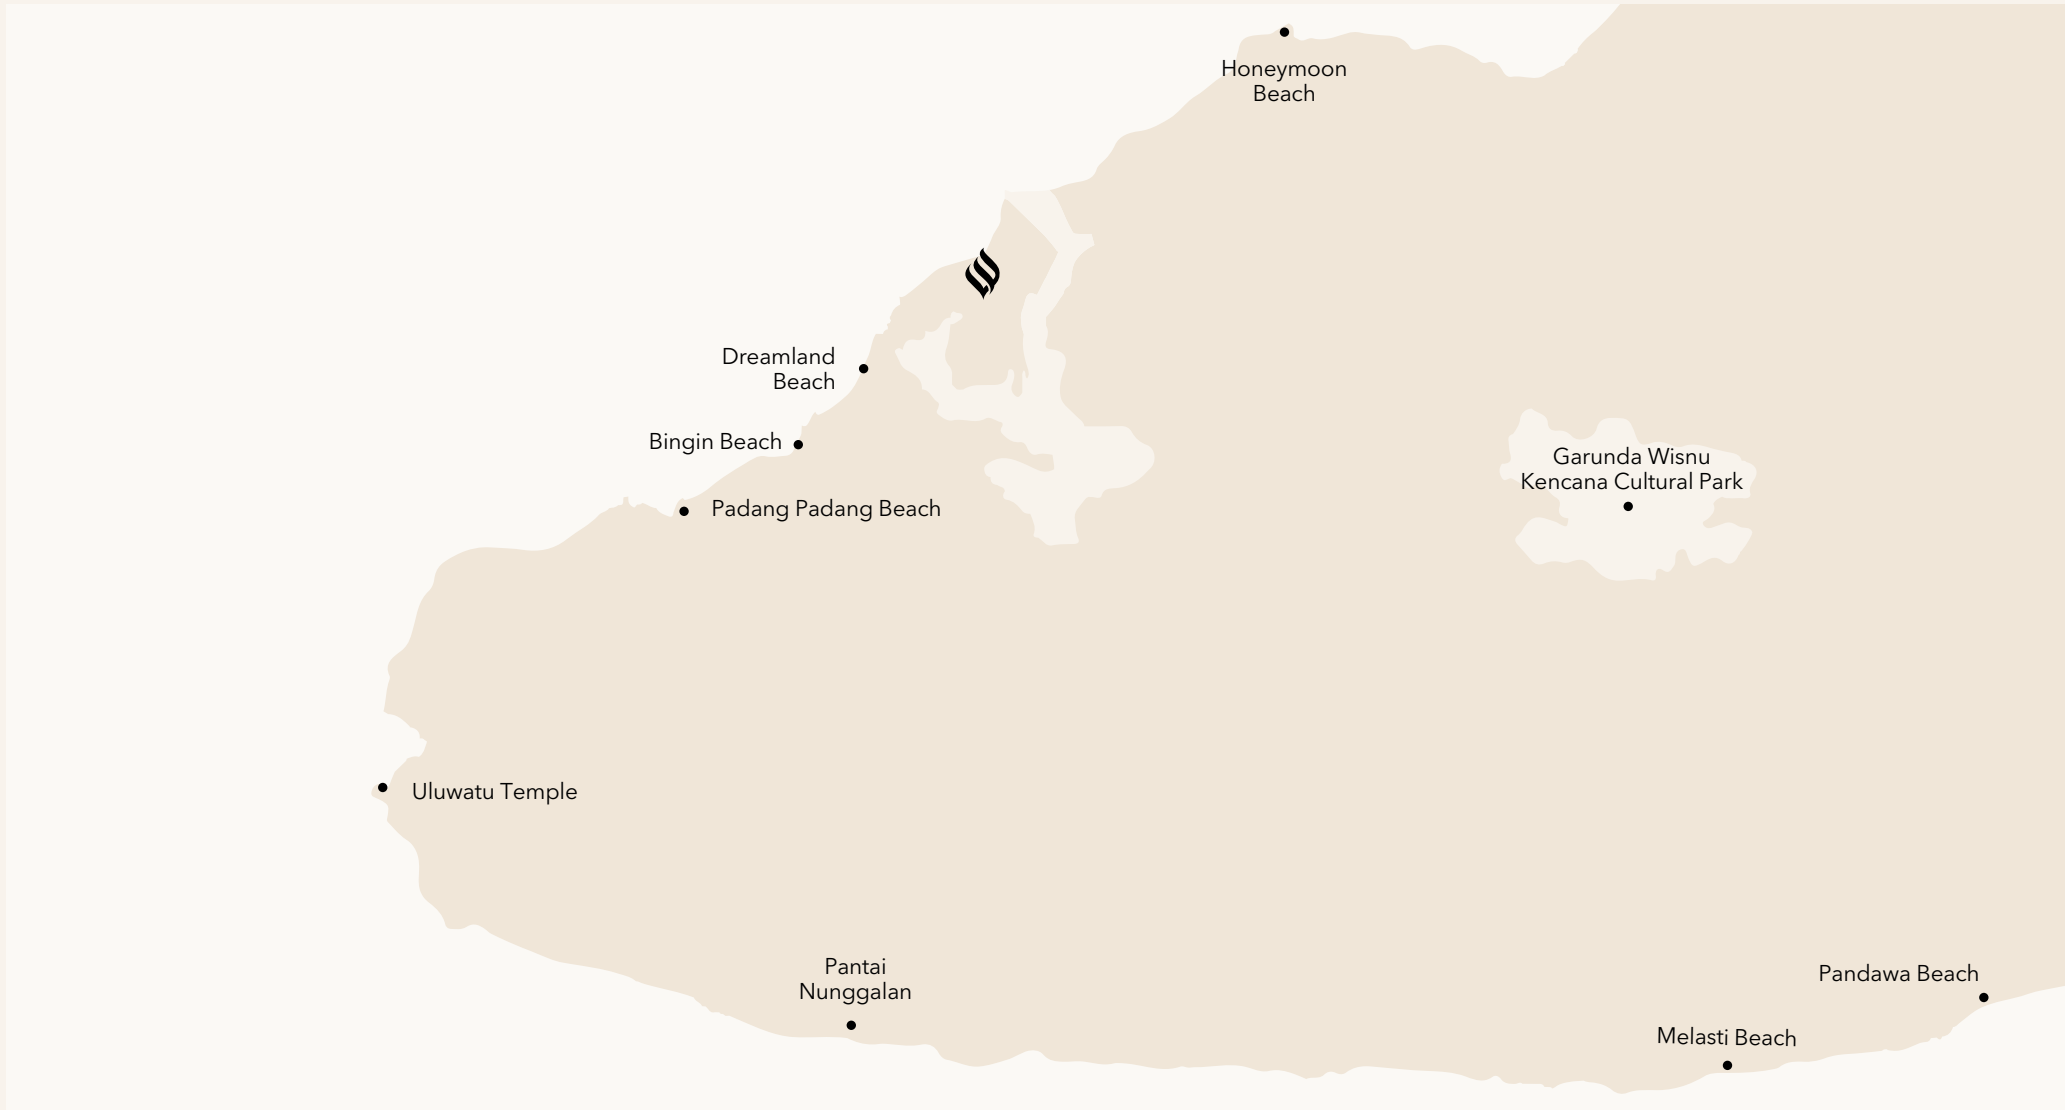 Honeymoon
Beach
Dreamland
Beach
Bingin Beach
Padang Padang Beach
Garunda Wisnu
Kencana Cultural Park
Uluwatu Temple
Pantai
Nunggalan
Pandawa Beach
Melasti Beach